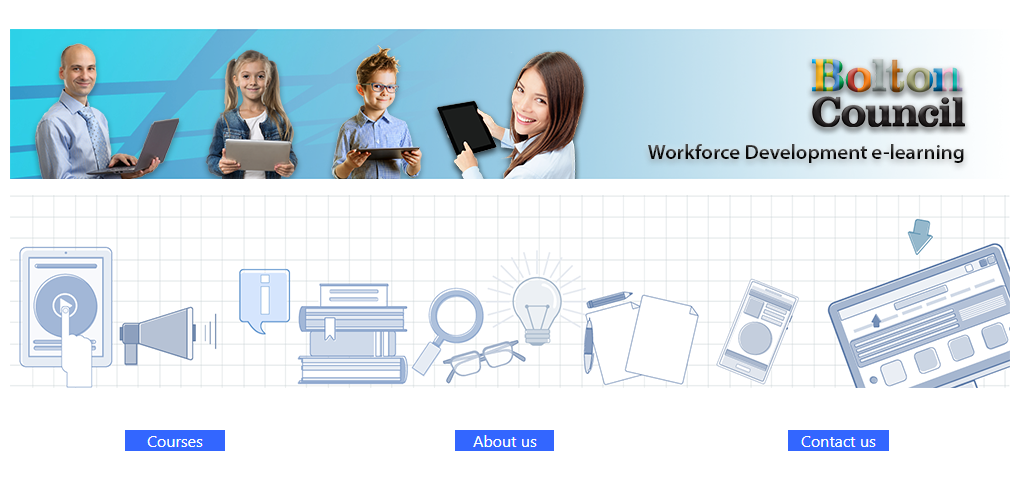 Bolton
Council
Workforce Development e-learning
i
Courses
About us
Contact us